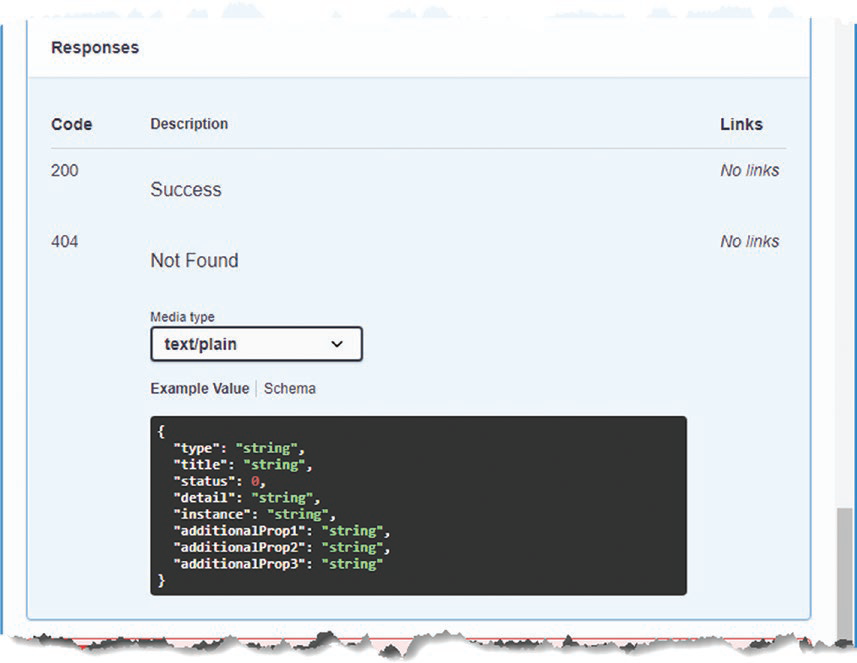 Responses
Code Description Links
200 No links
Success
404 No links
Not Found
Media type
text/plain
Example Value Schema
{
"type": "string",
"title": "string",
"status": 0,
"detail": "string",
"instance": "string",
"additionalProp1": "string",
"additionalProp2": "string",
"additionalProp3": "string"
}